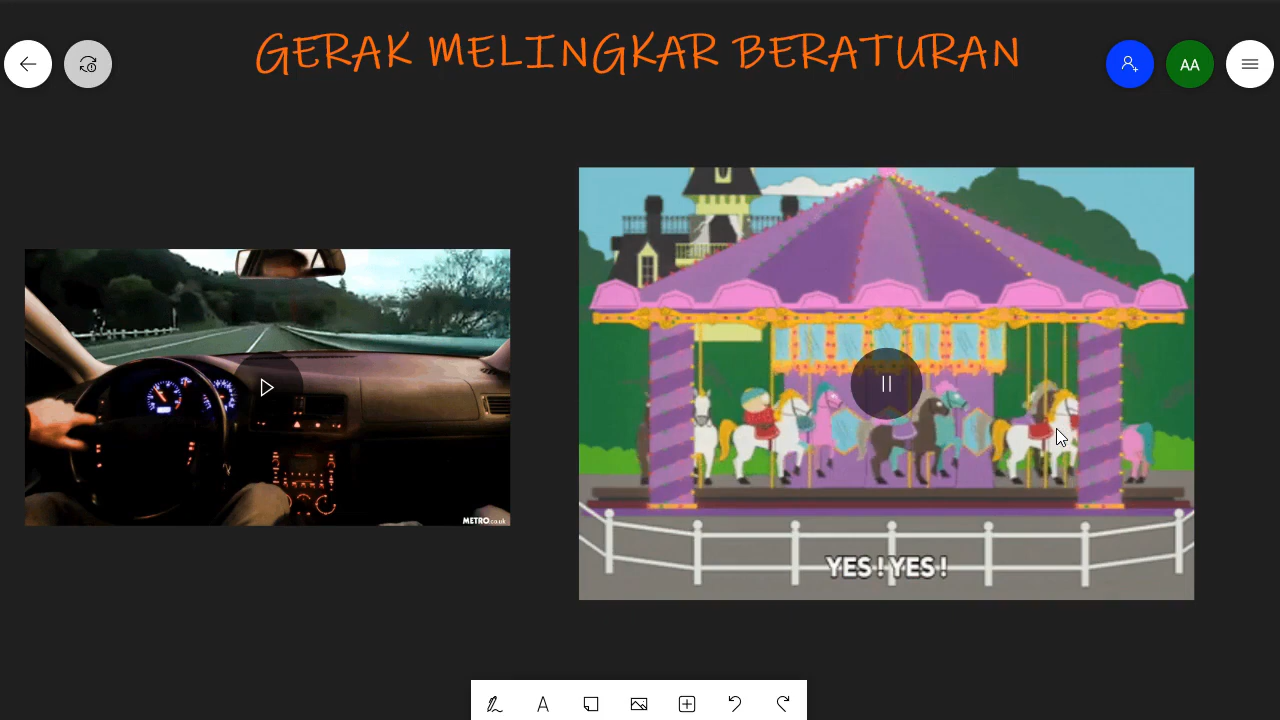 GERAK MELINGKAR BERATURAN
AA
METRO.co.uk
YES! YES!
A